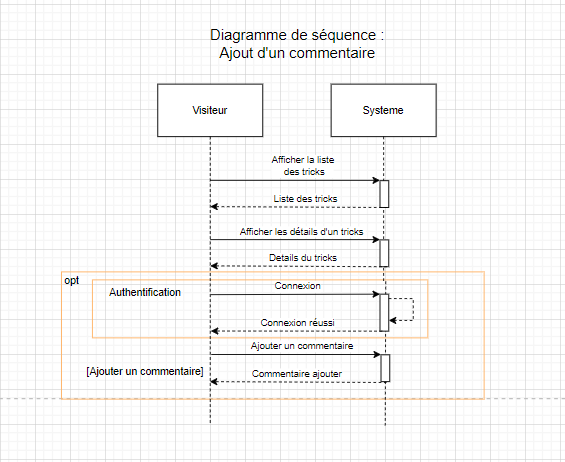 Diagramme de séquence :
Ajout d'un commentaire
Visiteur
Systeme
Afficher la liste
des tricks
Liste des tricks
Afficher les détails d'un tricks
Details du tricks
opt
Authentification
Connexion
Connexion réussi
Ajouter un commentaire
[Ajouter un commentaire]
Commentaire ajouter